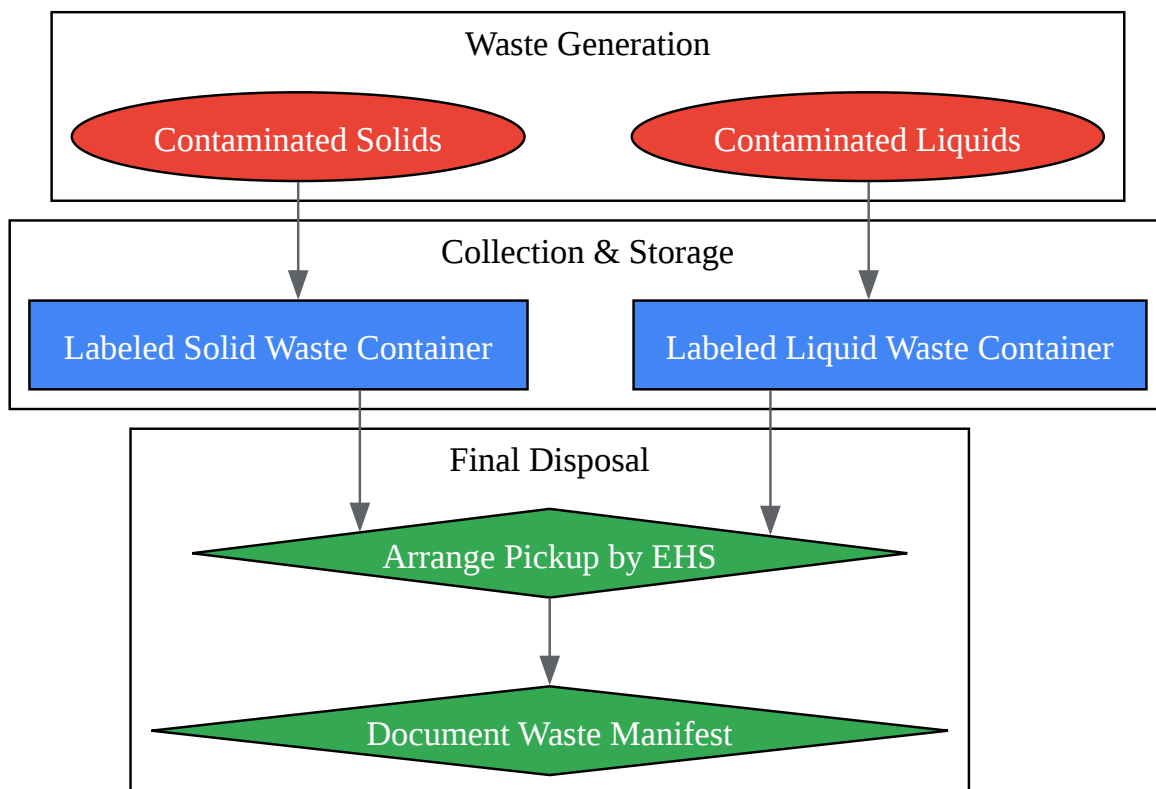 Waste Generation
Contaminated Solids
Contaminated Liquids
Collection & Storage
Labeled Solid Waste Container
Labeled Liquid Waste Container
Final Disposal
Arrange Pickup by EHS
Document Waste Manifest